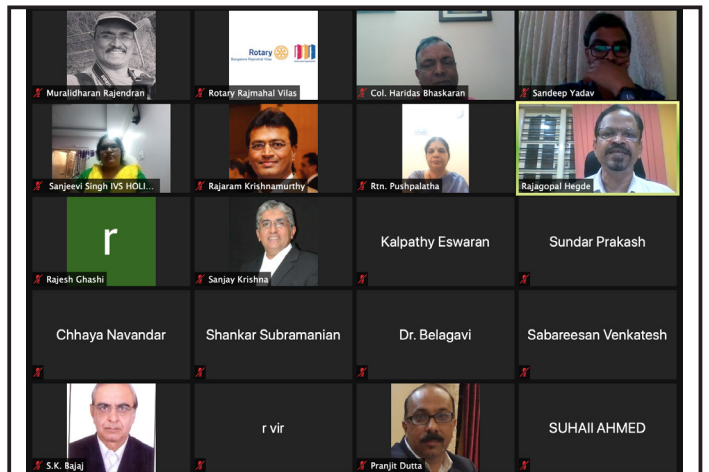 Muralidharan Rajendran
Rotary
Rotary Rajmahal Vilas
Col. Haridas Bhaskaran
Sandeep Yadav
Sanjeevi Singh IVS HOLI...
Rajaram Krishnamurthy
Rtn. Pushpalatha
Rajagopal Hegde
r
Rajesh Ghashi
Sanjay Krishna
Kalpathy Eswaran
Sundar Prakash
Chhaya Navandar
Shankar Subramanian
Dr. Belagavi
Sabareesan Venkatesh
S.K. Bajaj
r vir
Pranjit Dutta
SUHAIl AHMED